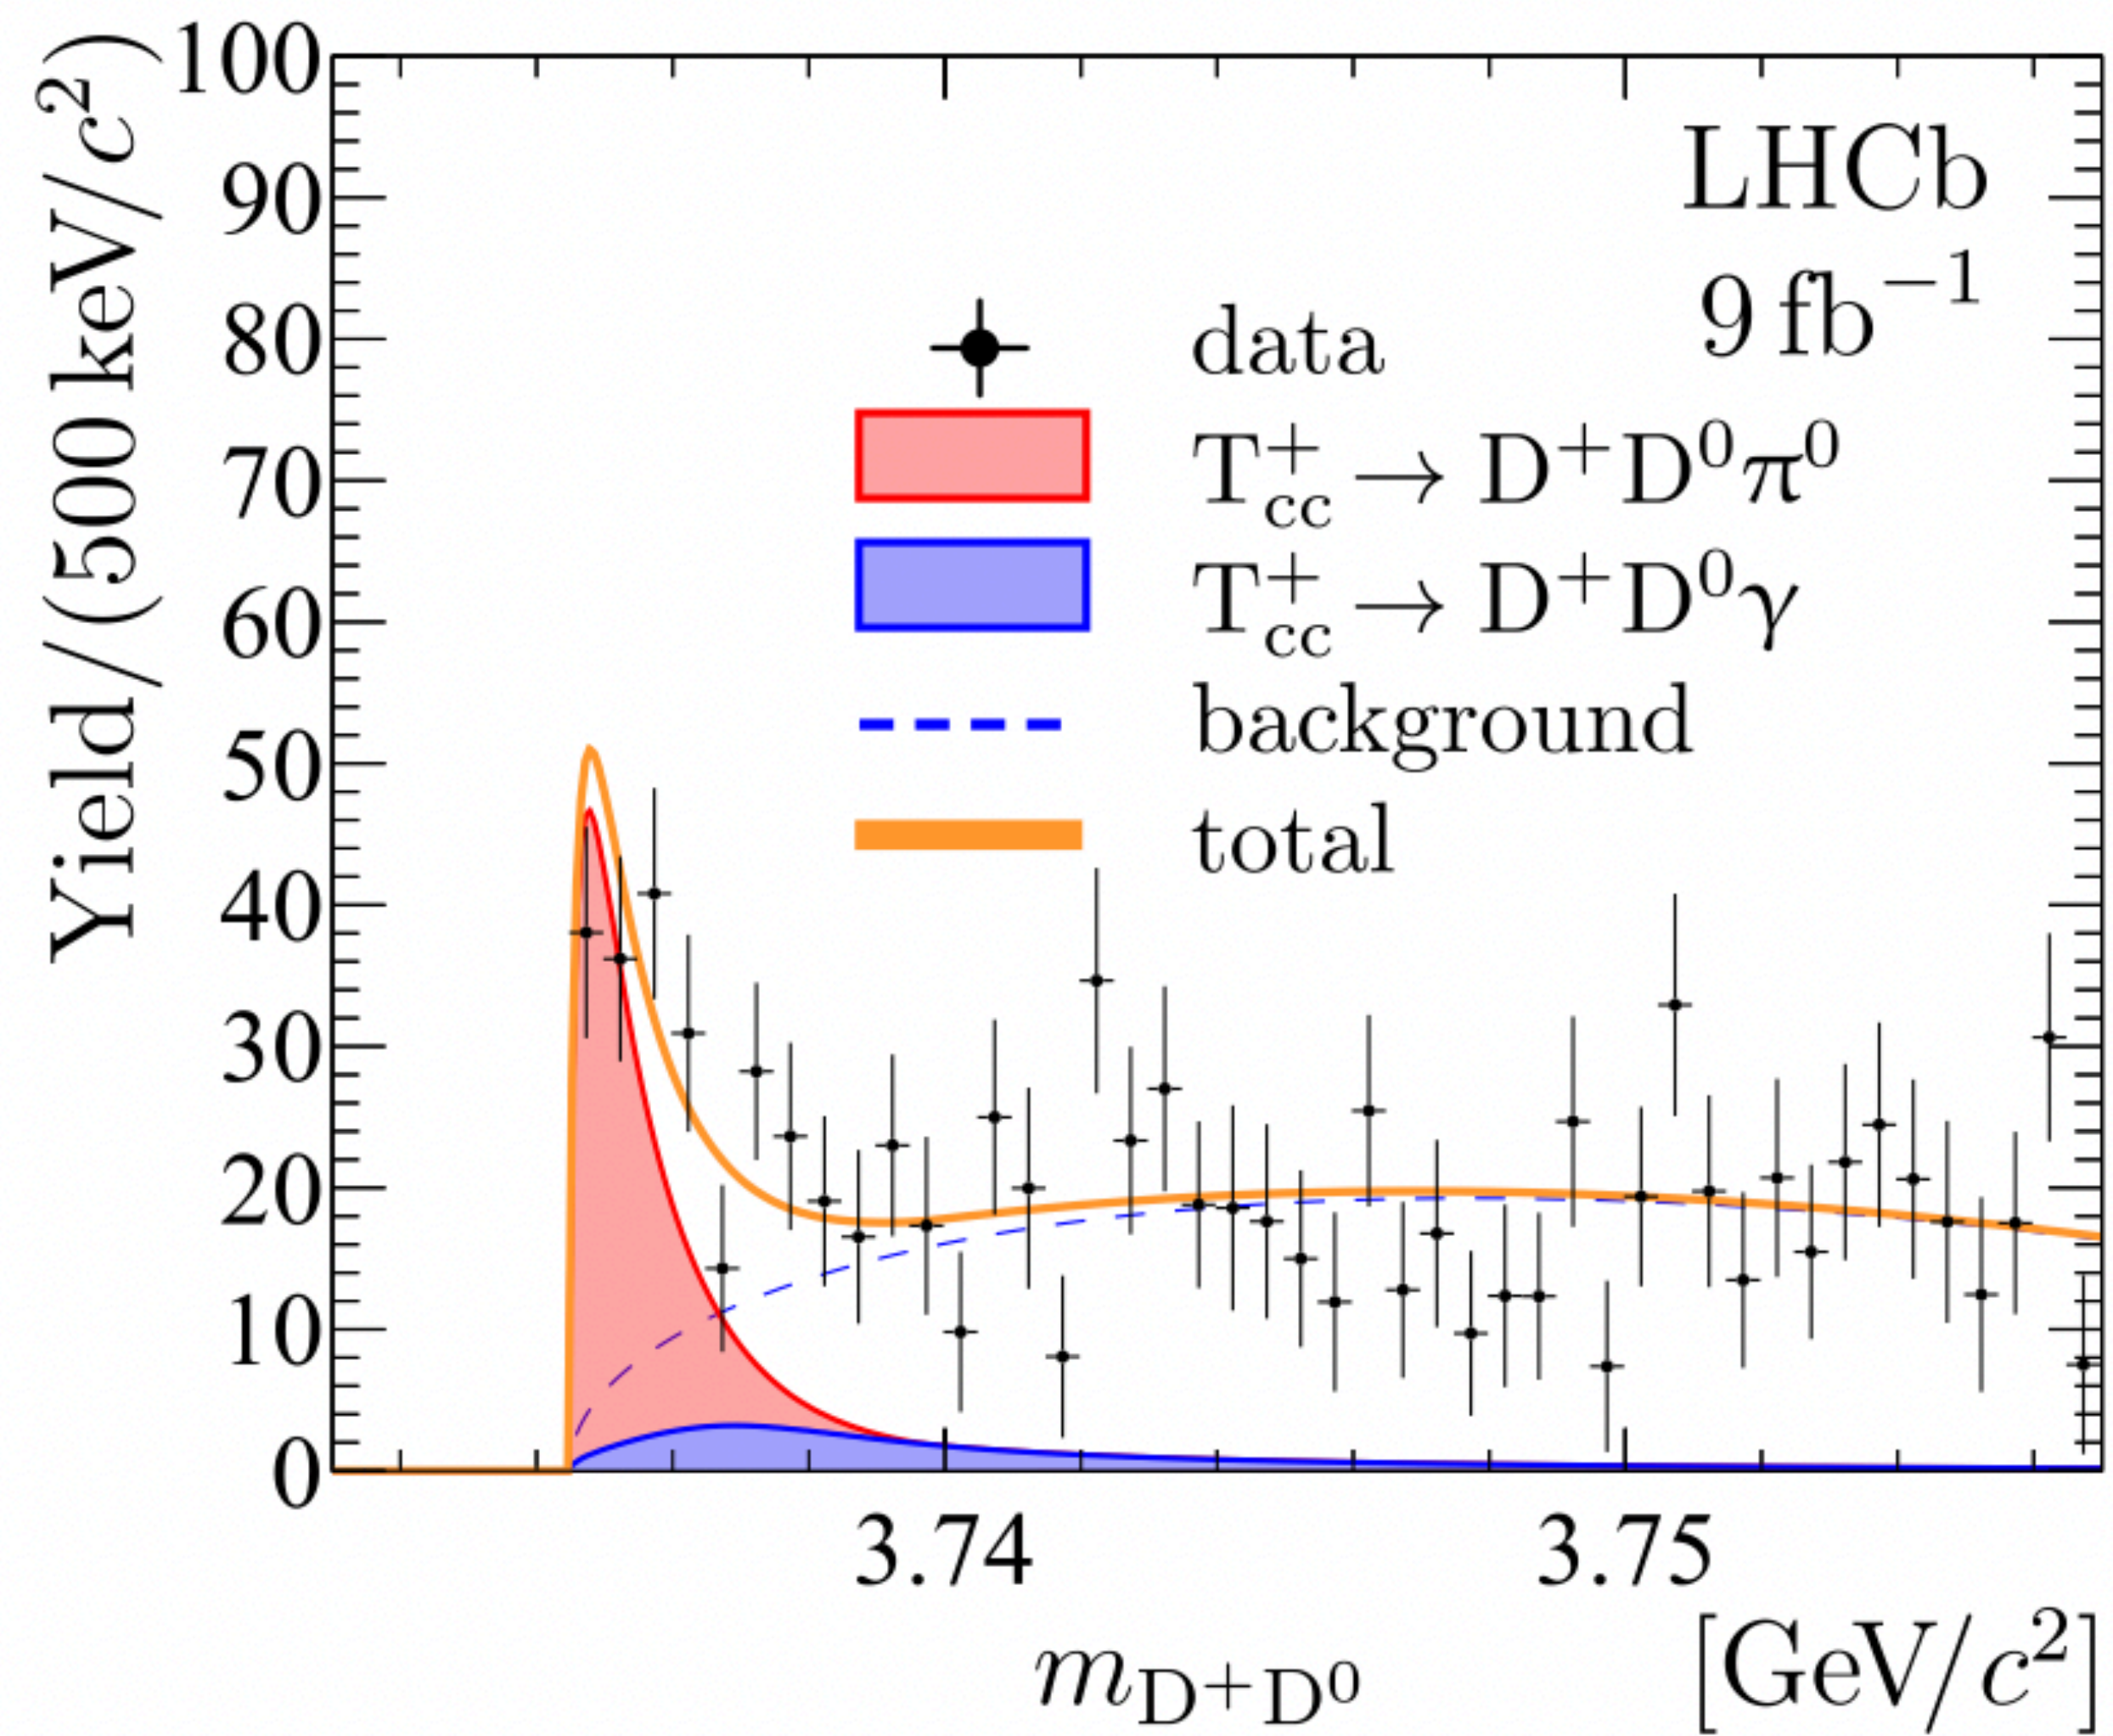 Yield/(500 keV/c²)
100
90
80
70
60
50
40
30
20
10
0
LHCb
9 fb⁻¹
data
T⁺cc → D⁺D⁰π⁰
T⁺cc → D⁺D⁰γ
background
total
3.74
3.75
m D⁺D⁰ [GeV/c²]